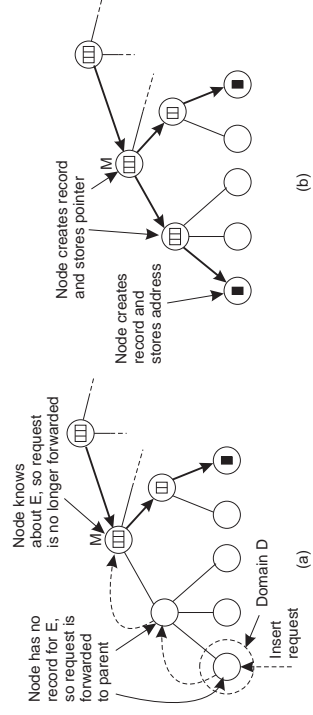 Node knows
about E, so request
is no longer forwarded
Node has no
record for E,
so request is
forwarded
to parent
M
Domain D
Insert
request
(a)
Node creates record
and stores pointer
Node creates
record and
stores address
M
(b)